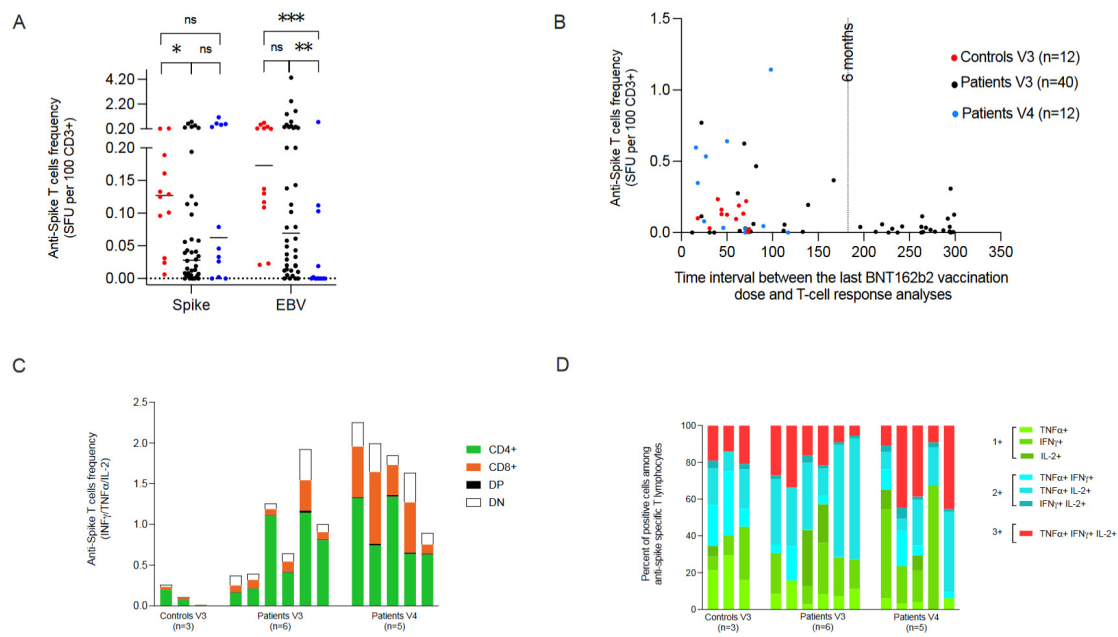 A
ns
***
*
ns
ns
**
4.20
2.20
0.20
0.20
0.15
0.10
0.05
0.00
Anti-Spike T cells frequency
(SFU per 100 CD3+)
Spike
EBV
B
1.5
1.0
0.5
0.0
Anti-Spike T cells frequency
(SFU per 100 CD3+)
6 months
Controls V3 (n=12)
Patients V3 (n=40)
Patients V4 (n=12)
0
50
100
150
200
250
300
350
Time interval between the last BNT162b2 vaccination
dose and T-cell response analyses
C
2.5
2.0
1.5
1.0
0.5
0.0
Anti-Spike T cells frequency
(INFγ/TNFα/IL-2)
CD4+
CD8+
DP
DN
Controls V3
(n=3)
Patients V3
(n=6)
Patients V4
(n=5)
D
100
80
60
40
20
0
Percent of positive cells among
anti-spike specific T lymphocytes
Controls V3
(n=3)
Patients V3
(n=6)
Patients V4
(n=5)
1+
TNFα+
IFNγ+
IL-2+
2+
TNFα+ IFNγ+
TNFα+ IL-2+
IFNγ+ IL-2+
3+
TNFα+ IFNγ+ IL-2+